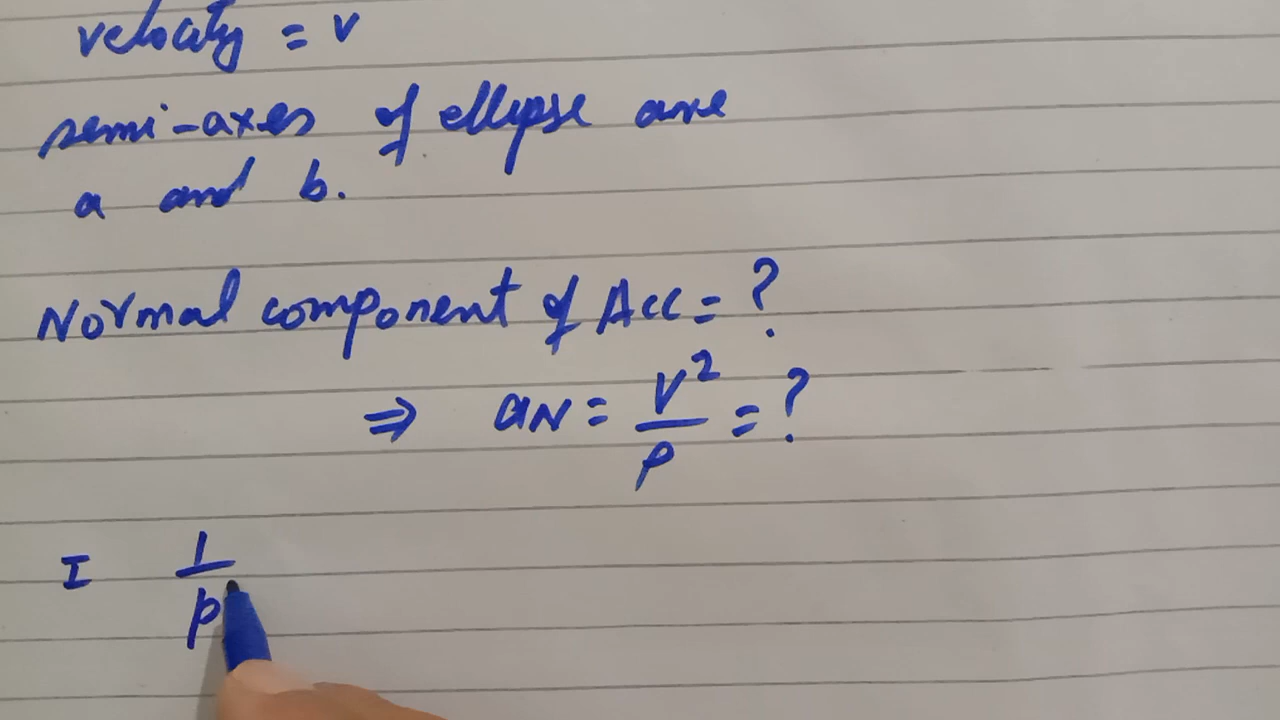 velocity = v
semi-axes of ellipse are
a and b.
Normal component of Acc = ?
⇒ aN = V²/ρ = ?
I 1/p